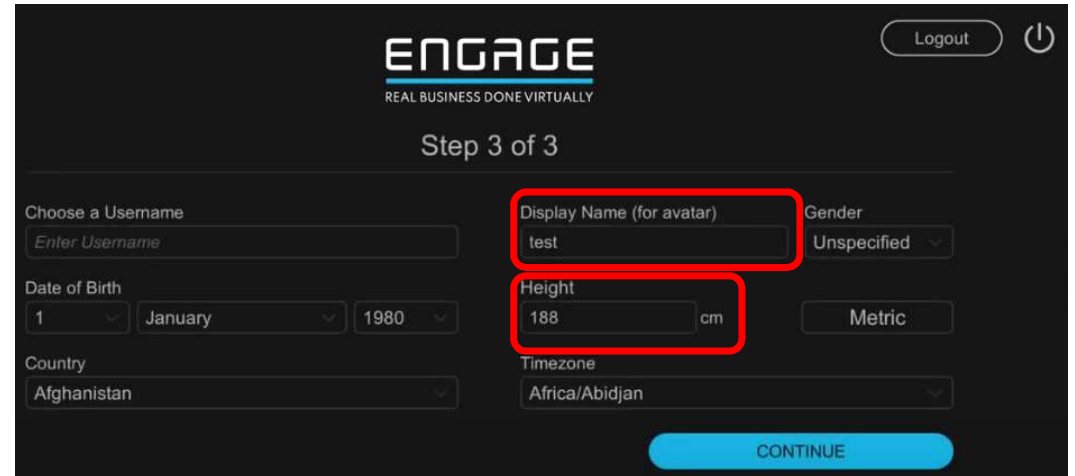 Logout
ENGAGE
REAL BUSINESS DONE VIRTUALLY
Step 3 of 3
Choose a Username
Enter Username
Display Name (for avatar)
test
Gender
Unspecified
Date of Birth
1 January 1980
Height
188 cm
Metric
Country
Afghanistan
Timezone
Africa/Abidjan
CONTINUE